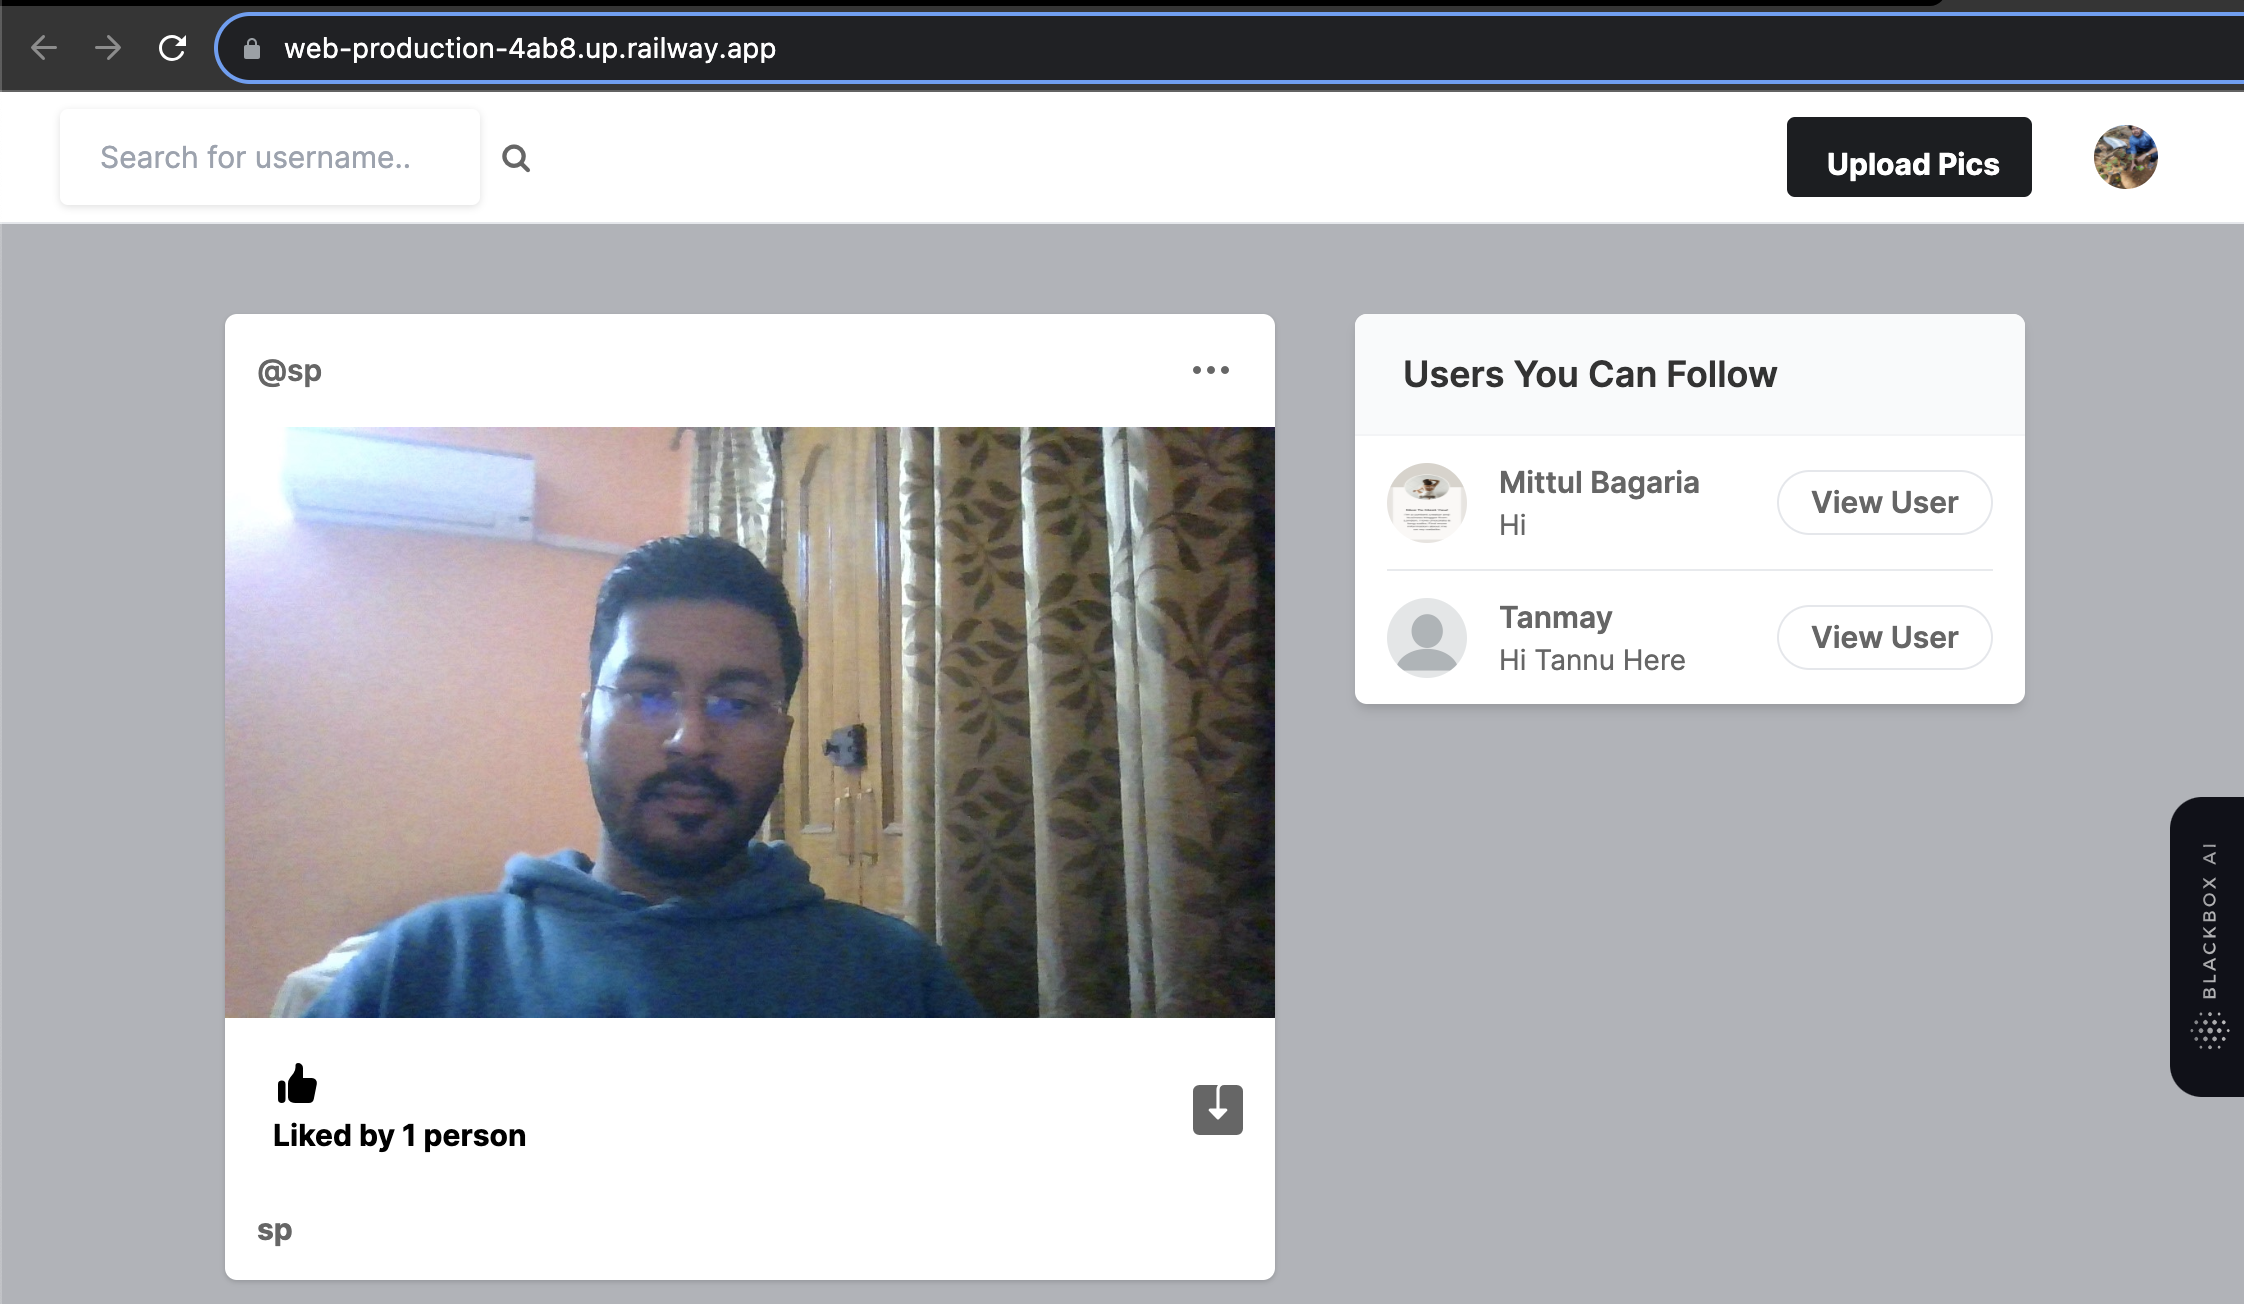 web-production-4ab8.up.railway.app
Search for username..
Upload Pics
@sp
Liked by 1 person
sp
Users You Can Follow
Mittul Bagaria
Hi
View User
Tanmay
Hi Tannu Here
View User
BLACKBOX AI